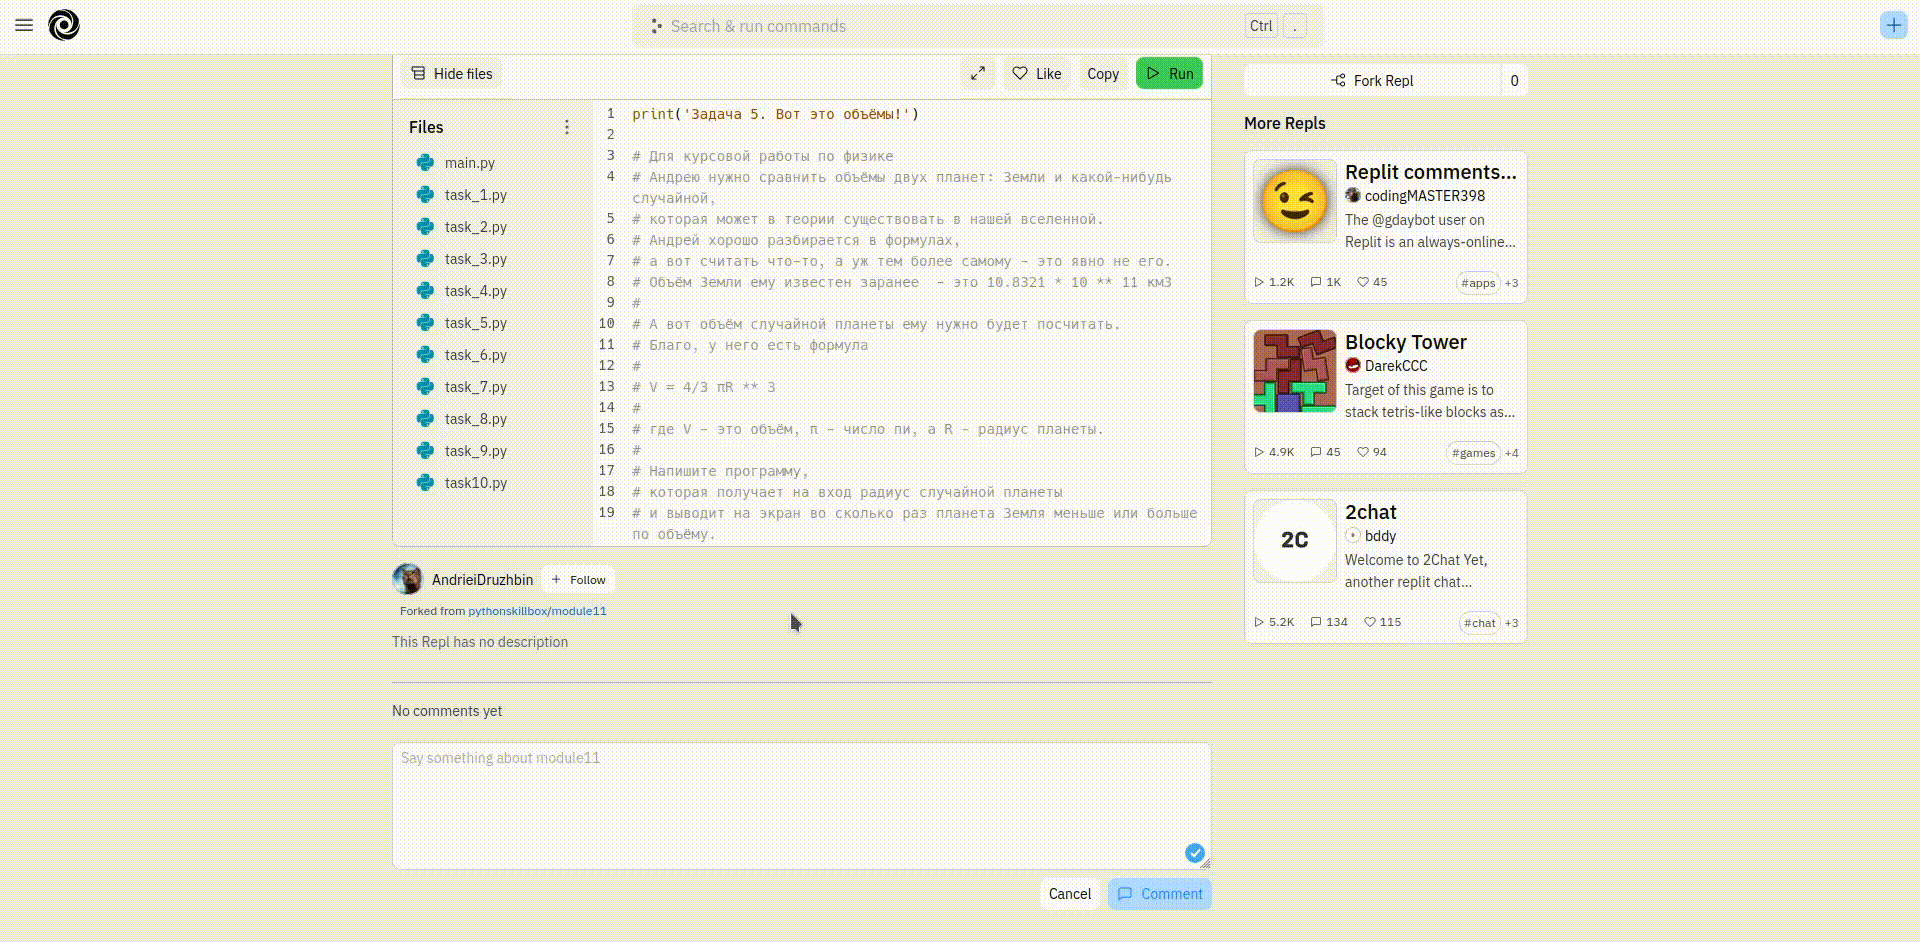 Search & run commands
Ctrl
.
Hide files
Like
Copy
Run
Files
main.py
task_1.py
task_2.py
task_3.py
task_4.py
task_5.py
task_6.py
task_7.py
task_8.py
task_9.py
task10.py
1 print('Задача 5. Вот это объёмы!')
2
3 # Для курсовой работы по физике
4 # Андрею нужно сравнить объёмы двух планет: Земли и какой-нибудь
случайной,
5 # которая может в теории существовать в нашей вселенной.
6 # Андрей хорошо разбирается в формулах,
7 # а вот считать что-то, а уж тем более самому - это явно не его.
8 # Объём Земли ему известен заранее  - это 10.8321 * 10 ** 11 км3
9 #
10 # А вот объём случайной планеты ему нужно будет посчитать.
11 # Благо, у него есть формула
12 #
13 # V = 4/3 πR ** 3
14 #
15 # где V - это объём, π - число пи, а R - радиус планеты.
16 #
17 # Напишите программу,
18 # которая получает на вход радиус случайной планеты
19 # и выводит на экран во сколько раз планета Земля меньше или больше
по объёму.
AndrieiDruzhbin
+ Follow
Forked from pythonskillbox/module11
This Repl has no description
No comments yet
Say something about module11
Cancel
Comment
Fork Repl
0
More Repls
Replit comments...
codingMASTER398
The @gdaybot user on
Replit is an always-online...
1.2K 1K 45 #apps +3
Blocky Tower
DarekCCC
Target of this game is to
stack tetris-like blocks as...
4.9K 45 94 #games +4
2C
2chat
bddy
Welcome to 2Chat Yet,
another replit chat...
5.2K 134 115 #chat +3